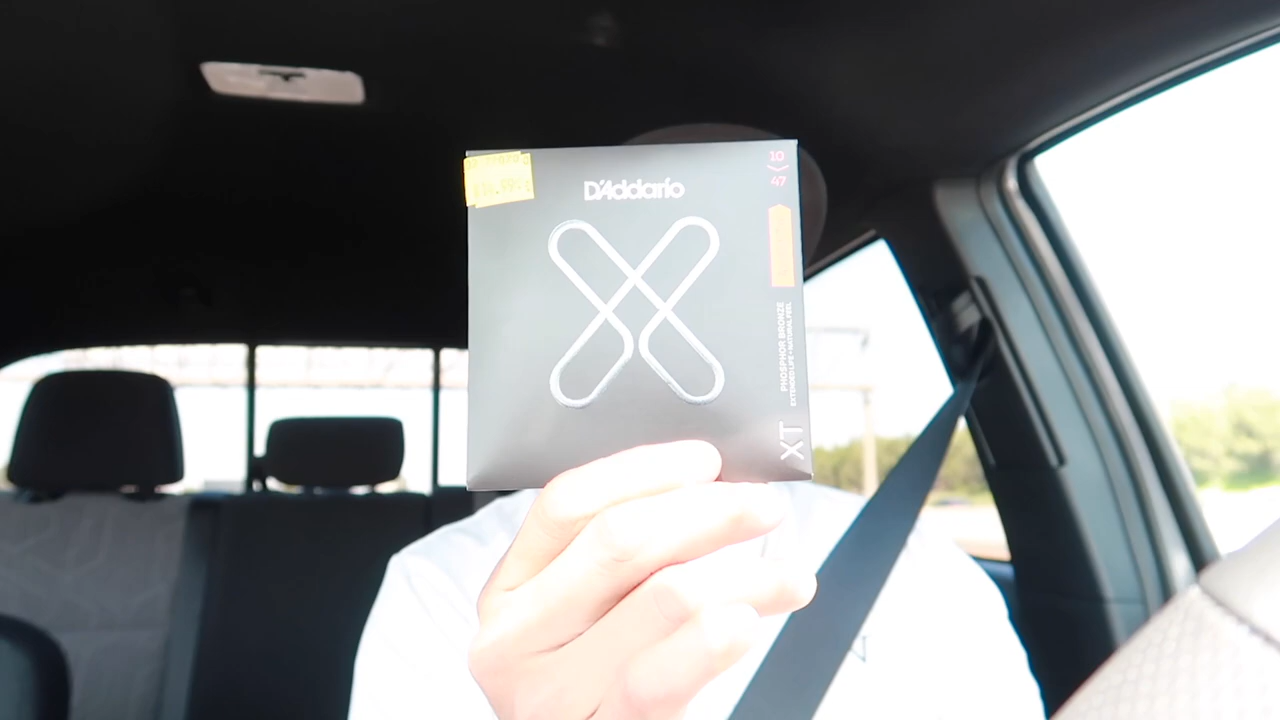 D'Addario
10
47
PHOSPHOR BRONZE
EXTENDED LIFE • NATURAL FEEL
XT